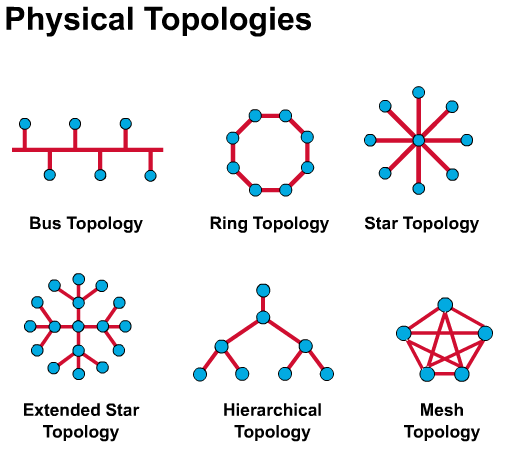 Physical Topologies
Bus Topology
Ring Topology
Star Topology
Extended Star
Topology
Hierarchical
Topology
Mesh
Topology